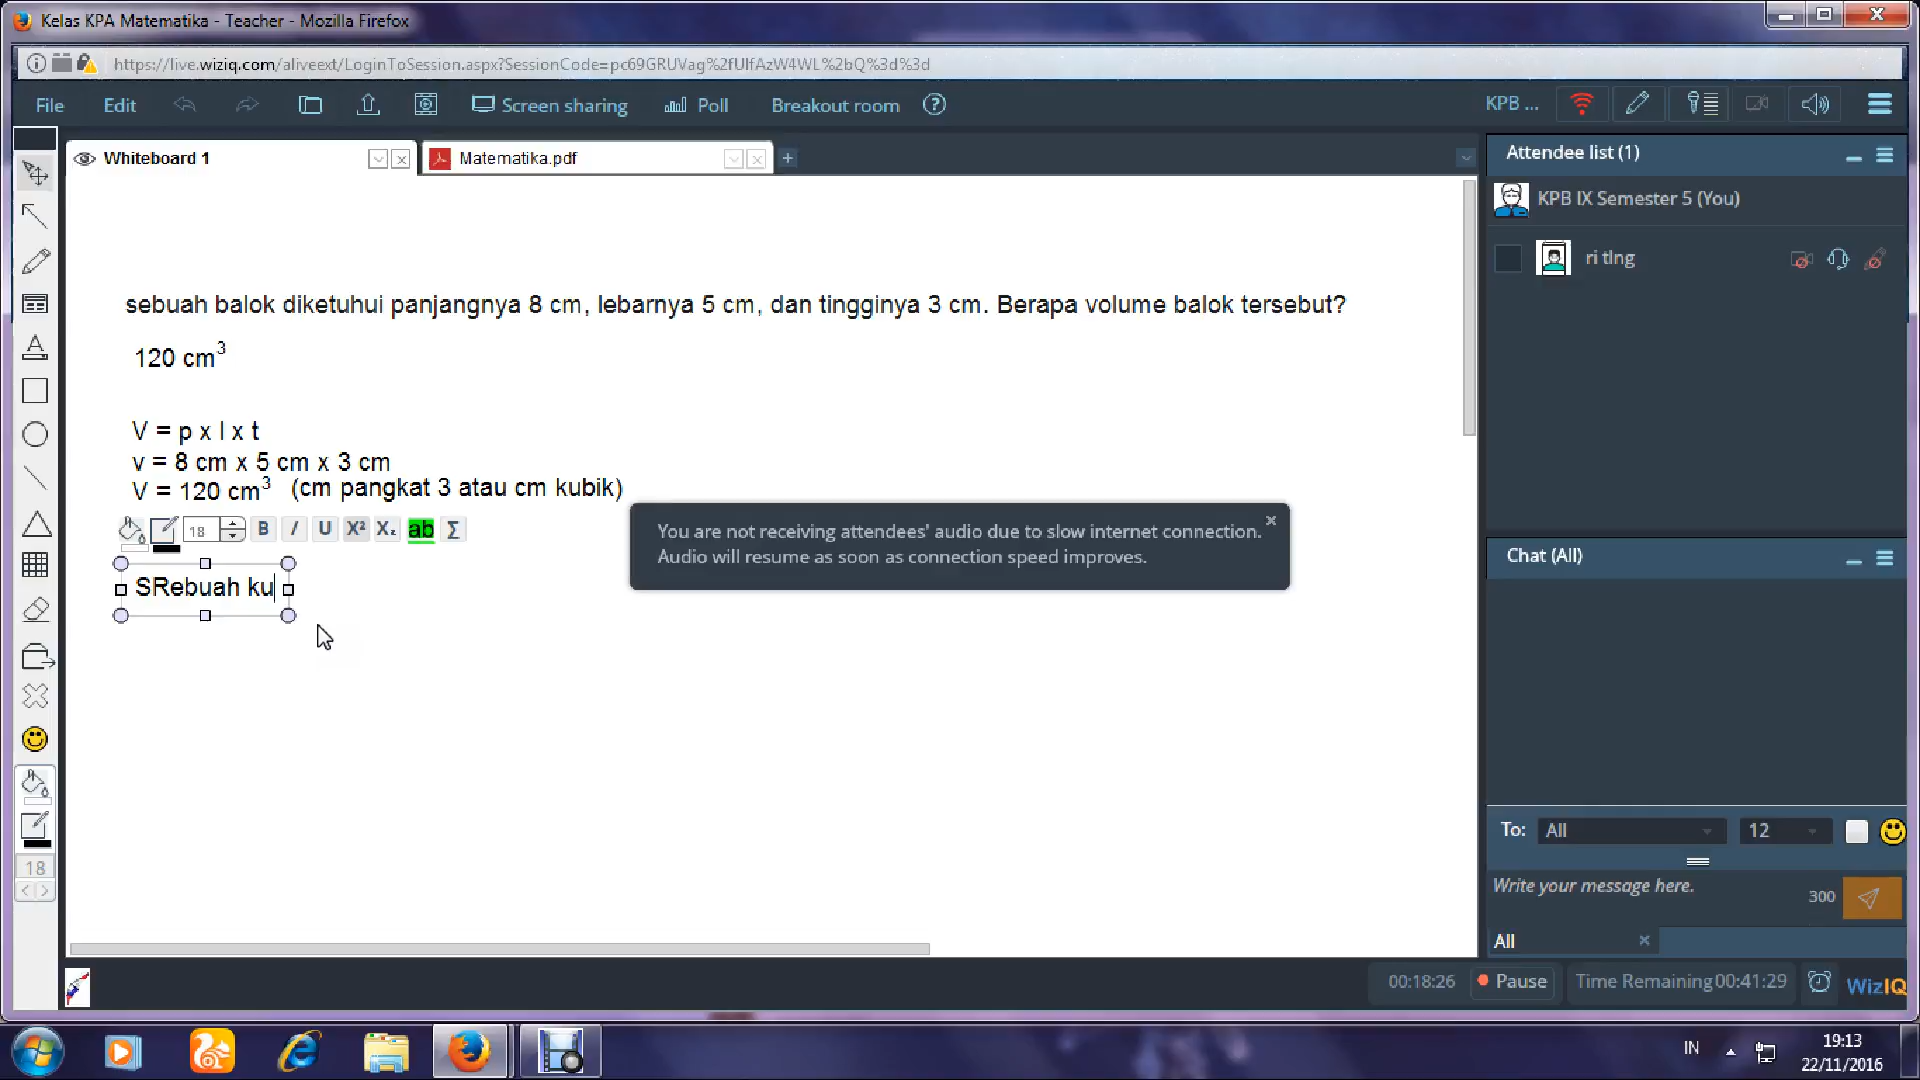 Kelas KPA Matematika - Teacher - Mozilla Firefox
https://live.wiziq.com/aliveext/LoginToSession.aspx?SessionCode=pc69GRUVag%2fUIfAzW4WL%2bQ%3d%3d
File Edit Screen sharing Poll Breakout room ? KPB ...
Whiteboard 1
Matematika.pdf
sebuah balok diketuhui panjangnya 8 cm, lebarnya 5 cm, dan tingginya 3 cm. Berapa volume balok tersebut?
120 cm³
V = p x l x t
v = 8 cm x 5 cm x 3 cm
V = 120 cm³ (cm pangkat 3 atau cm kubik)
18 B I U X² X₂ ab Σ
SRebuah ku
You are not receiving attendees' audio due to slow internet connection.
Audio will resume as soon as connection speed improves.
18
Attendee list (1)
KPB IX Semester 5 (You)
ri tlng
Chat (All)
To: All 12
Write your message here. 300
All
00:18:26 Pause Time Remaining 00:41:29 WizIQ
IN 19:13
22/11/2016